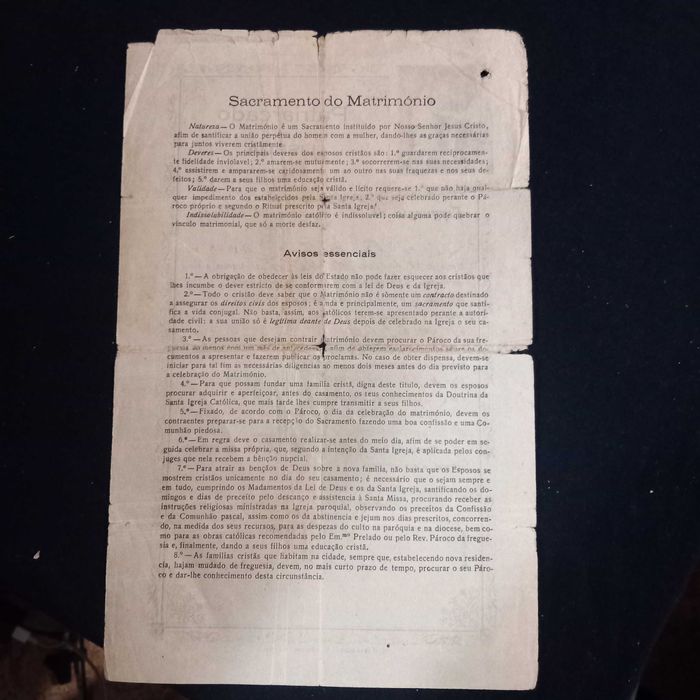 Sacramento do Matrimónio
Natureza — O Matrimónio é um Sacramento instituido por Nosso Senhor Jesus Cristo,
afim de santificar a união perpétua do homem com a mulher, dando-lhes as graças necessárias
para juntos viverem cristãmente.
Deveres — Os principais deveres dos esposos cristãos são: 1.º guardarem reciprocamen-
te fidelidade inviolavel; 2.º amarem-se mutuamente; 3.º socorrerem-se nas suas necessidades;
4.º assistirem e ampararem-se caridosamente um ao outro nas suas fraquezas e nos seus de-
feitos; 5.º darem a seus filhos uma educação cristã.
Validade — Para que o matrimónio seja válido e lícito requere-se 1.º que não haja qual
quer impedimento dos estabelecidos pela Santa Igreja; 2.º que seja celebrado perante o Pá-
roco próprio e segundo o Ritual prescrito pela Santa Igreja!
Indissolubilidade — O matrimónio católico é indissoluvel; coisa alguma pode quebrar o
vínculo matrimonial, que só a morte desfaz.
Avisos essenciais
1.º — A obrigação de obedecer às leis do Estado não pode fazer esquecer aos cristãos que
lhes incumbe o dever estricto de se conformarem com a lei de Deus e da Igreja.
2.º — Todo o cristão deve saber que o Matrimónio não é sòmente um contracto destinado
a assegurar os direitos civis dos esposos; é ainda e principalmente, um sacramento que santi-
fica a vida conjugal. Não basta, assim, aos católicos terem-se apresentado perante a autori-
dade civil: a sua união só é legítima deante de Deus depois de celebrado na Igreja o seu ca-
samento.
3.º — As pessoas que desejam contrair matrimónio devem procurar o Pároco da sua fre-
guesia ao menos com um mês de antecedencia, afim de obterem esclarecimentos sobre os do-
cumentos a apresentar e fazerem publicar os proclamas. No caso de obter dispensa, devem-se
iniciar para tal fim as necessárias diligencias ao menos dois meses antes do dia previsto para
a celebração do Matrimónio.
4.º — Para que possam fundar uma família cristã, digna deste titulo, devem os esposos
procurar adquirir e aperfeiçoar, antes do casamento, os seus conhecimentos da Doutrina da
Santa Igreja Católica, que mais tarde lhes cumpre transmitir a seus filhos.
5.º — Fixado, de acordo com o Pároco, o dia da celebração do matrimónio, devem os
contraentes preparar-se para a recepção do Sacramento fazendo uma boa confissão e uma Co-
munhão piedosa.
6.º — Em regra deve o casamento realizar-se antes do meio dia, afim de se poder em se-
guida celebrar a missa própria, que, segundo a intenção da Santa Igreja, é aplicada pelos con-
juges que nela recebem a bênção nupcial.
7.º — Para atrair as bençãos de Deus sobre a nova família, não basta que os Esposos se
mostrem cristãos unicamente no dia do seu casamento; é necessário que o sejam sempre e
em tudo, cumprindo os Madamentos da Lei de Deus e os da Santa Igreja, santificando os do-
mingos e dias de preceito pelo descanço e assistencia à Santa Missa, procurando receber as
instruções religiosas ministradas na Igreja paroquial, observando os preceitos da Confissão
e da Comunhão pascal, assim como os da abstinencia e jejum nos dias prescritos, concorren-
do, na medida dos seus recursos, para as despezas do culto na paróquia e na diocese, bem co-
mo para as obras católicas recomendadas pelo Em.mo Prelado ou pelo Rev. Pároco da fregue-
sia e, finalmente, dando a seus filhos uma educação cristã.
8.º — As familias cristãs que habitam na cidade, sempre que, estabelecendo nova residen-
cia, hajam mudado de freguesia, devem, no mais curto prazo de tempo, procurar o seu Páro-
co e dar-lhe conhecimento desta circunstância.